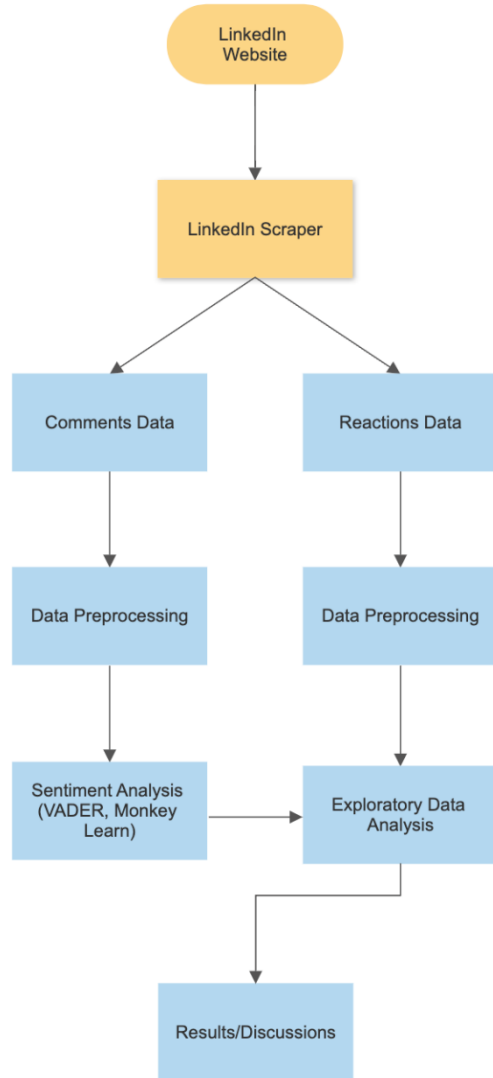 LinkedIn
Website
LinkedIn Scraper
Comments Data
Reactions Data
Data Preprocessing
Data Preprocessing
Sentiment Analysis
(VADER, Monkey
Learn)
Exploratory Data
Analysis
Results/Discussions